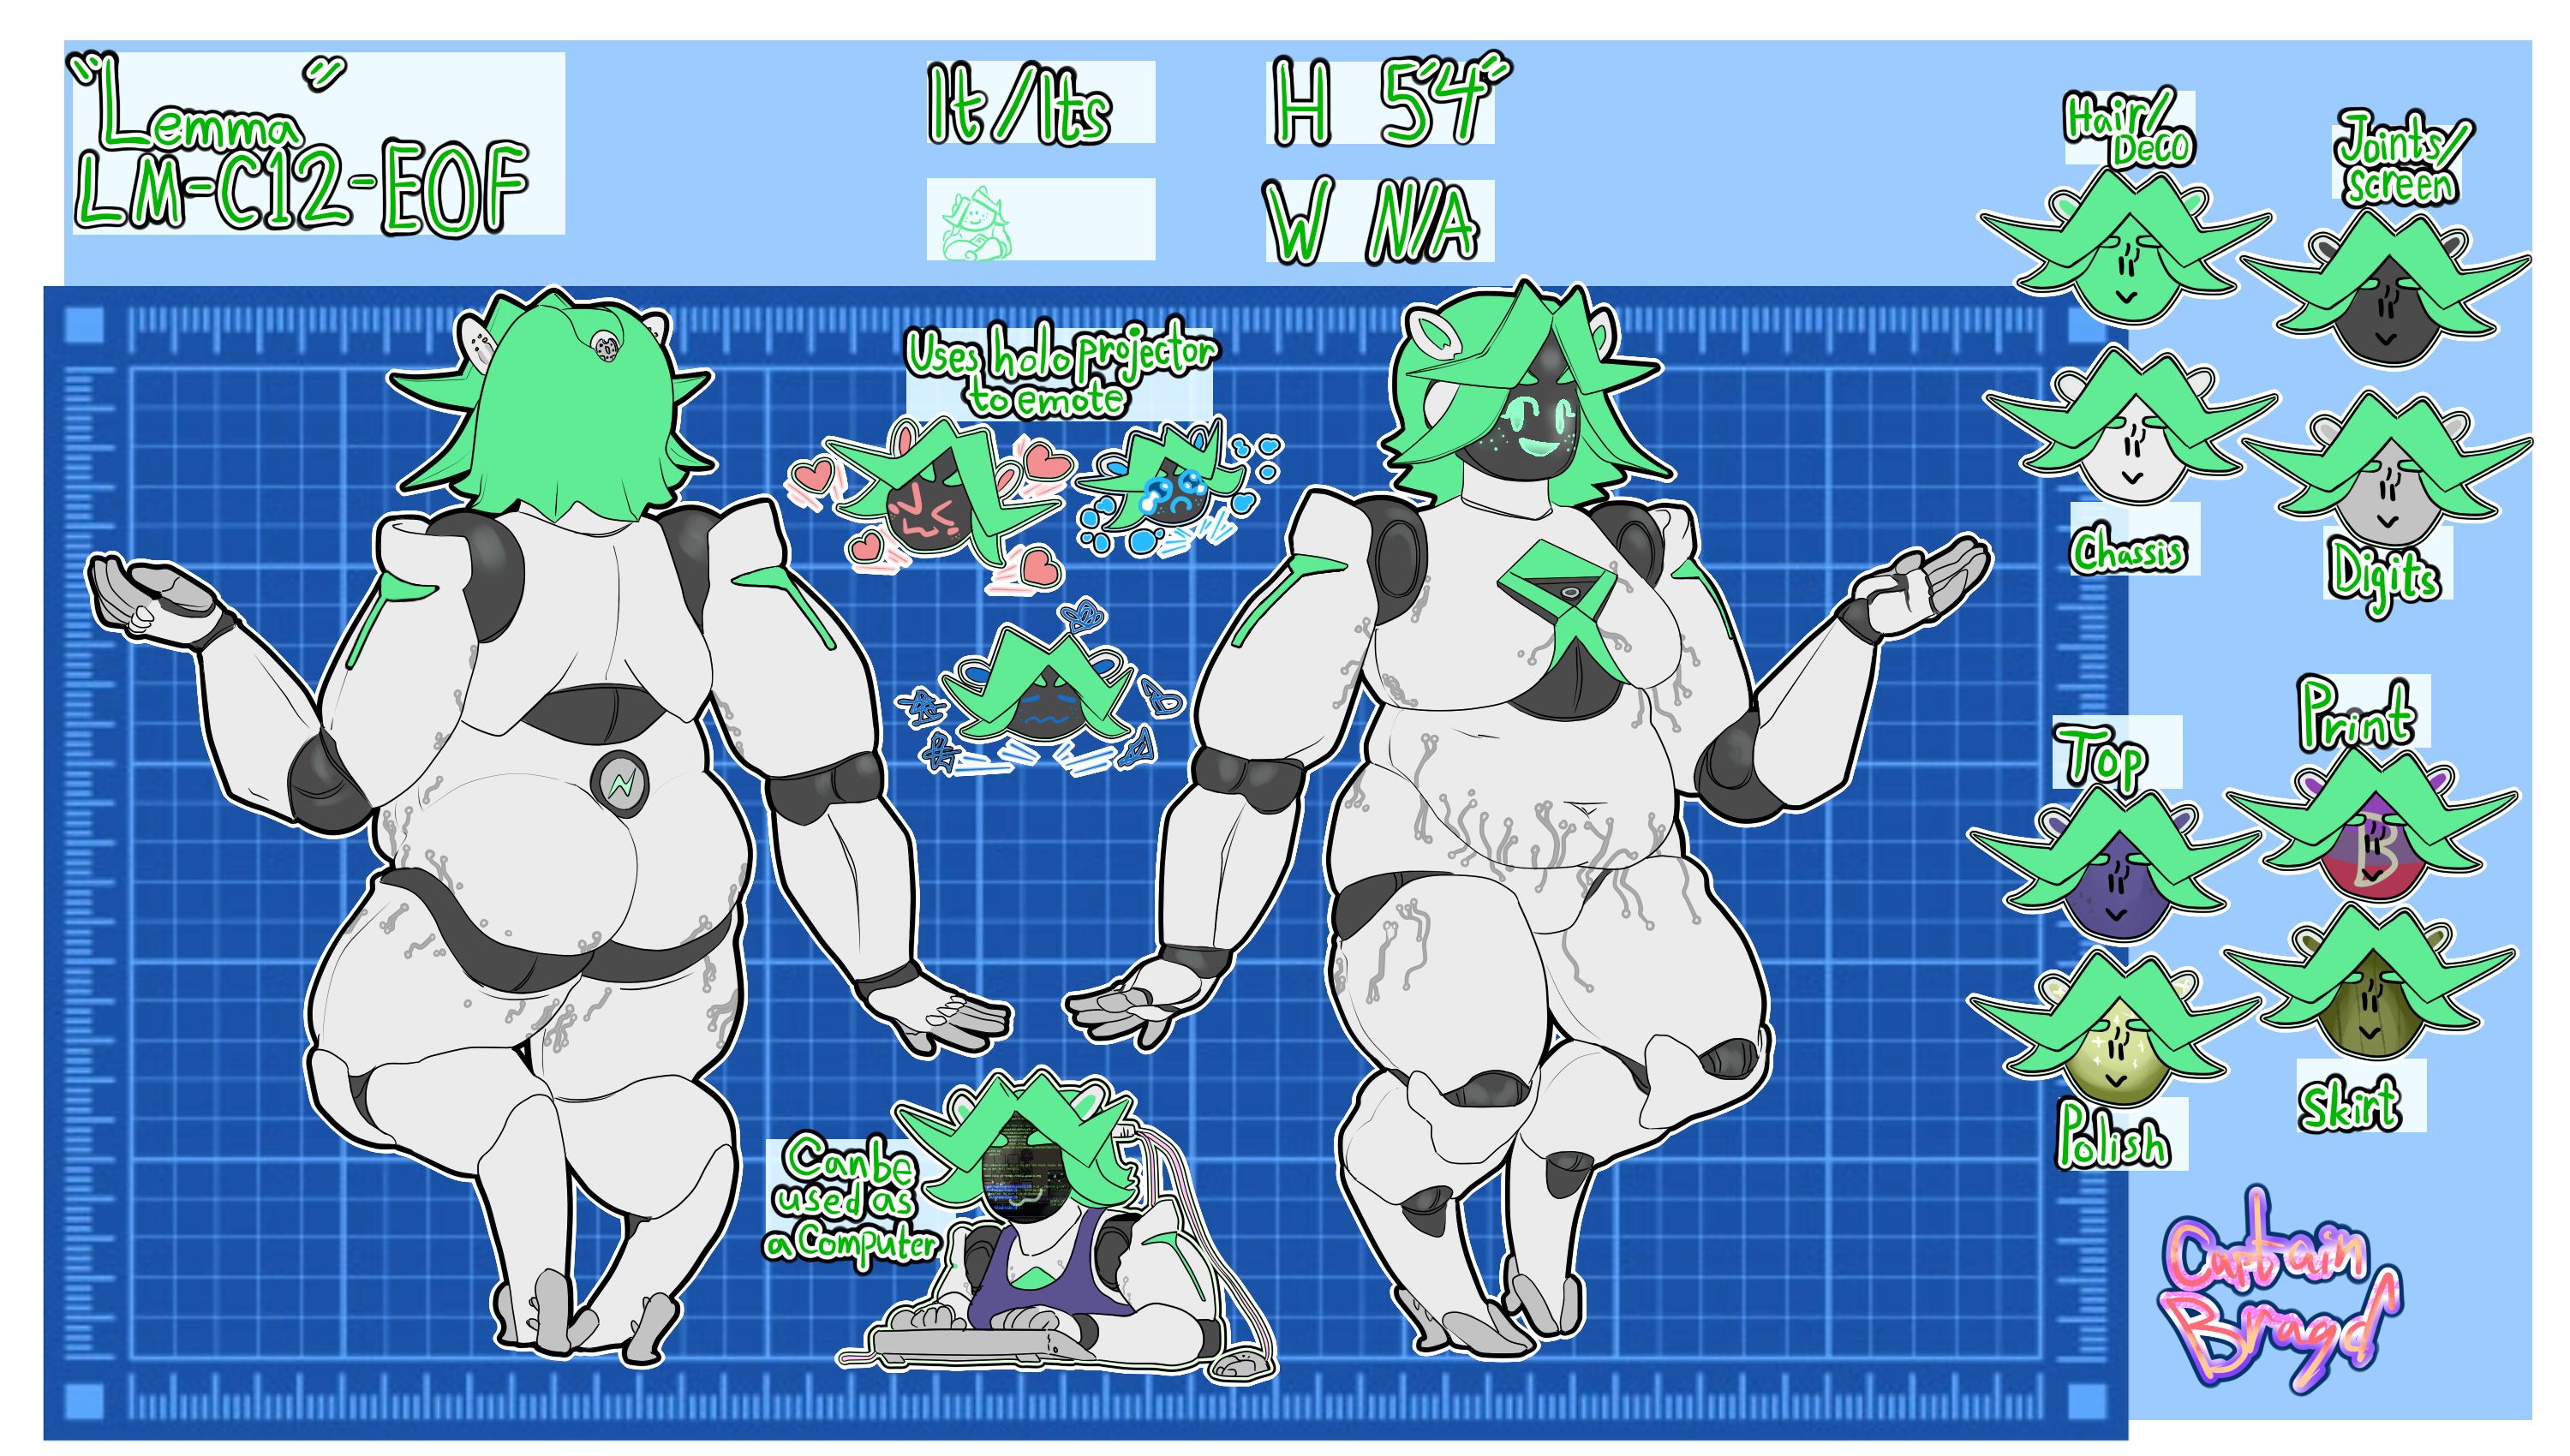 "Lemma"
LM-C12-EOF
It/Its
H 5'4"
W N/A
Hair/
Deco
Joints/
screen
Chassis
Digits
Uses holo projector
to emote
Top
Print
B
Polish
Skirt
Can be
used as
a Computer
Captain
Bragd